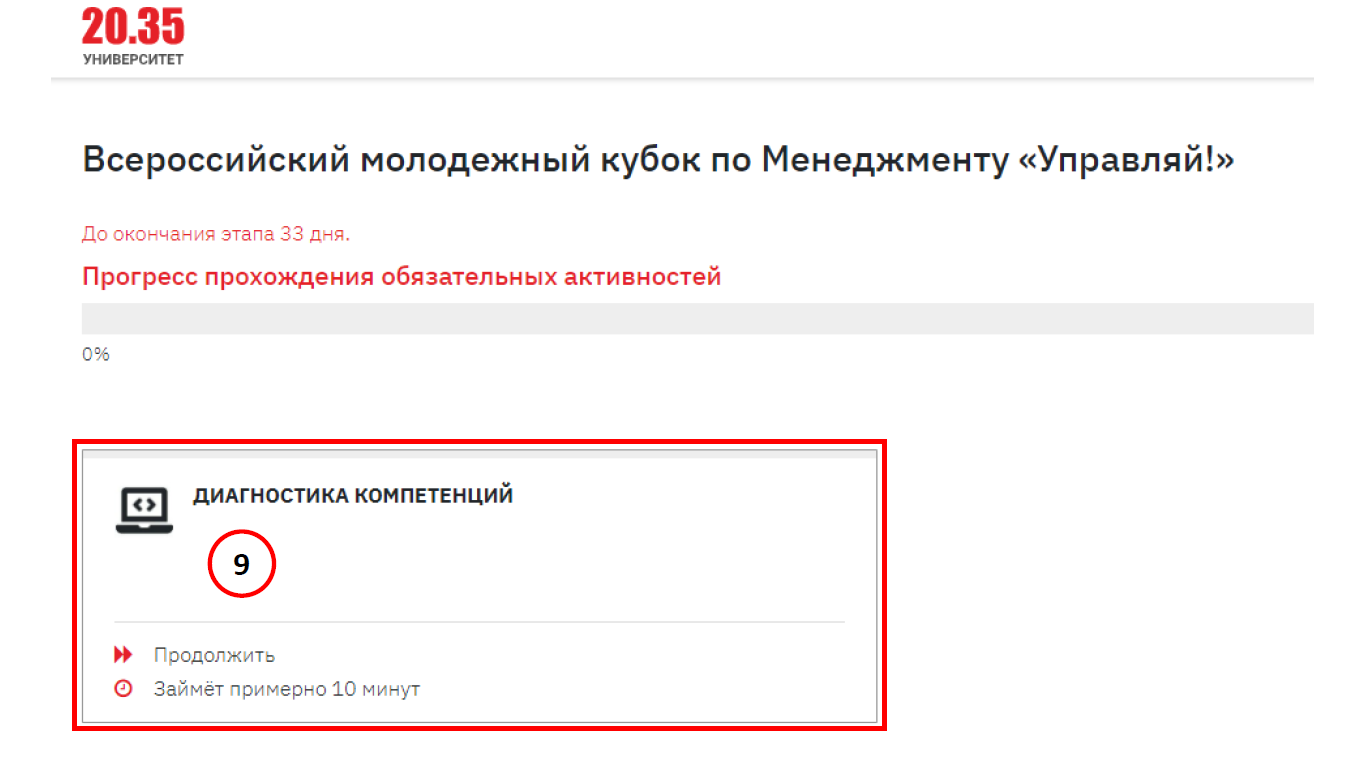 20.35
УНИВЕРСИТЕТ
Всероссийский молодежный кубок по Менеджменту «Управляй!»
До окончания этапа 33 дня.
Прогресс прохождения обязательных активностей
0%
ДИАГНОСТИКА КОМПЕТЕНЦИЙ
9
Продолжить
Займёт примерно 10 минут